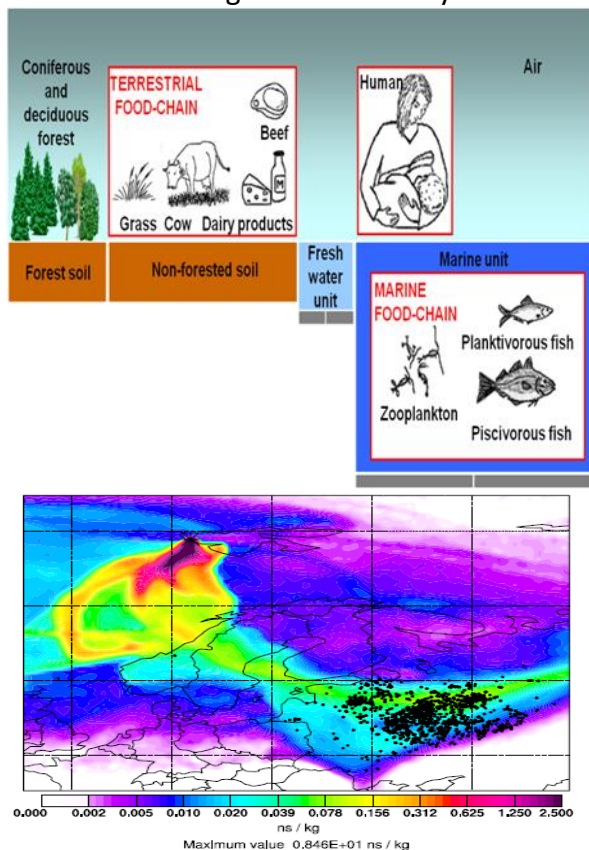 Coniferous
and
deciduous
forest
TERRESTRIAL
FOOD-CHAIN
Beef
Grass Cow Dairy products
Human
Air
Forest soil
Non-forested soil
Fresh
water
unit
Marine unit
MARINE
FOOD-CHAIN
Planktivorous fish
Zooplankton
Piscivorous fish
0.000 0.002 0.005 0.010 0.020 0.039 0.078 0.156 0.312 0.625 1.250 2.500
ns / kg
Maximum value 0.846E+01 ns / kg